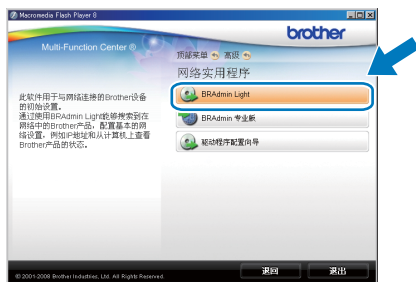 Macromedia Flash Player 8
brother
Multi-Function Center ®
顶部菜单 高级
网络实用程序
BRAdmin Light
BRAdmin 专业版
驱动程序配置向导
此软件用于与网络连接的Brother设备
的初始设置。
通过使用BRAdmin Light能够搜索到在
网络中的Brother产品，配置基本的网
络设置，例如IP地址和从计算机上查看
Brother产品的状态。
© 2001-2008 Brother Industries, Ltd. All Rights Reserved.
退回 退出